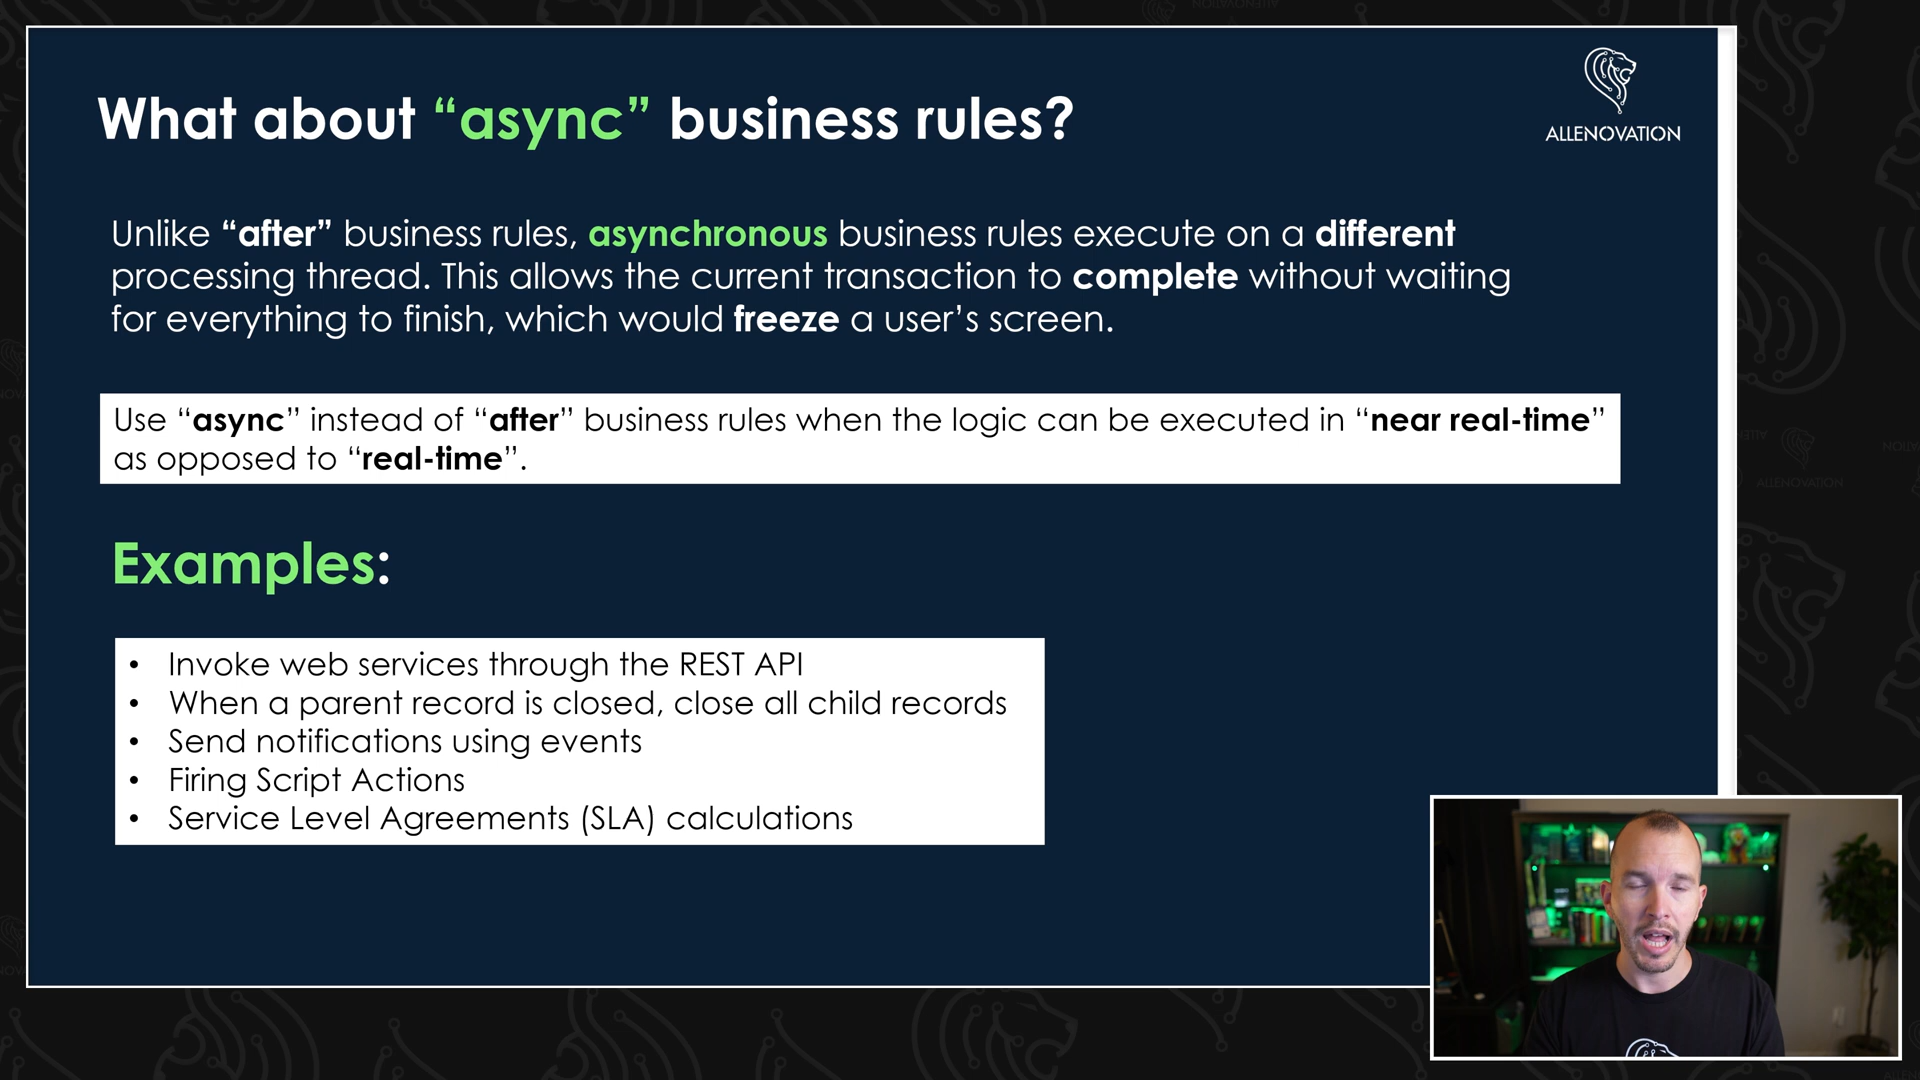 What about “async” business rules?
ALLENOVATION
Unlike “after” business rules, asynchronous business rules execute on a different
processing thread. This allows the current transaction to complete without waiting
for everything to finish, which would freeze a user’s screen.
Use “async” instead of “after” business rules when the logic can be executed in “near real-time”
as opposed to “real-time”.
Examples:
• Invoke web services through the REST API
• When a parent record is closed, close all child records
• Send notifications using events
• Firing Script Actions
• Service Level Agreements (SLA) calculations
ALLENOVATION